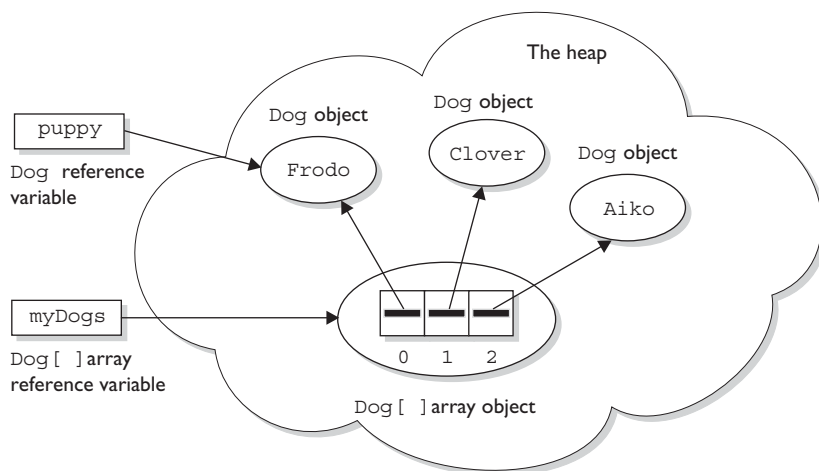 The heap
Dog object
Dog object
puppy
Clover
Dog object
Frodo
Dog reference
variable
Aiko
myDogs
0 1 2
Dog[ ] array
reference variable
Dog[ ] array object